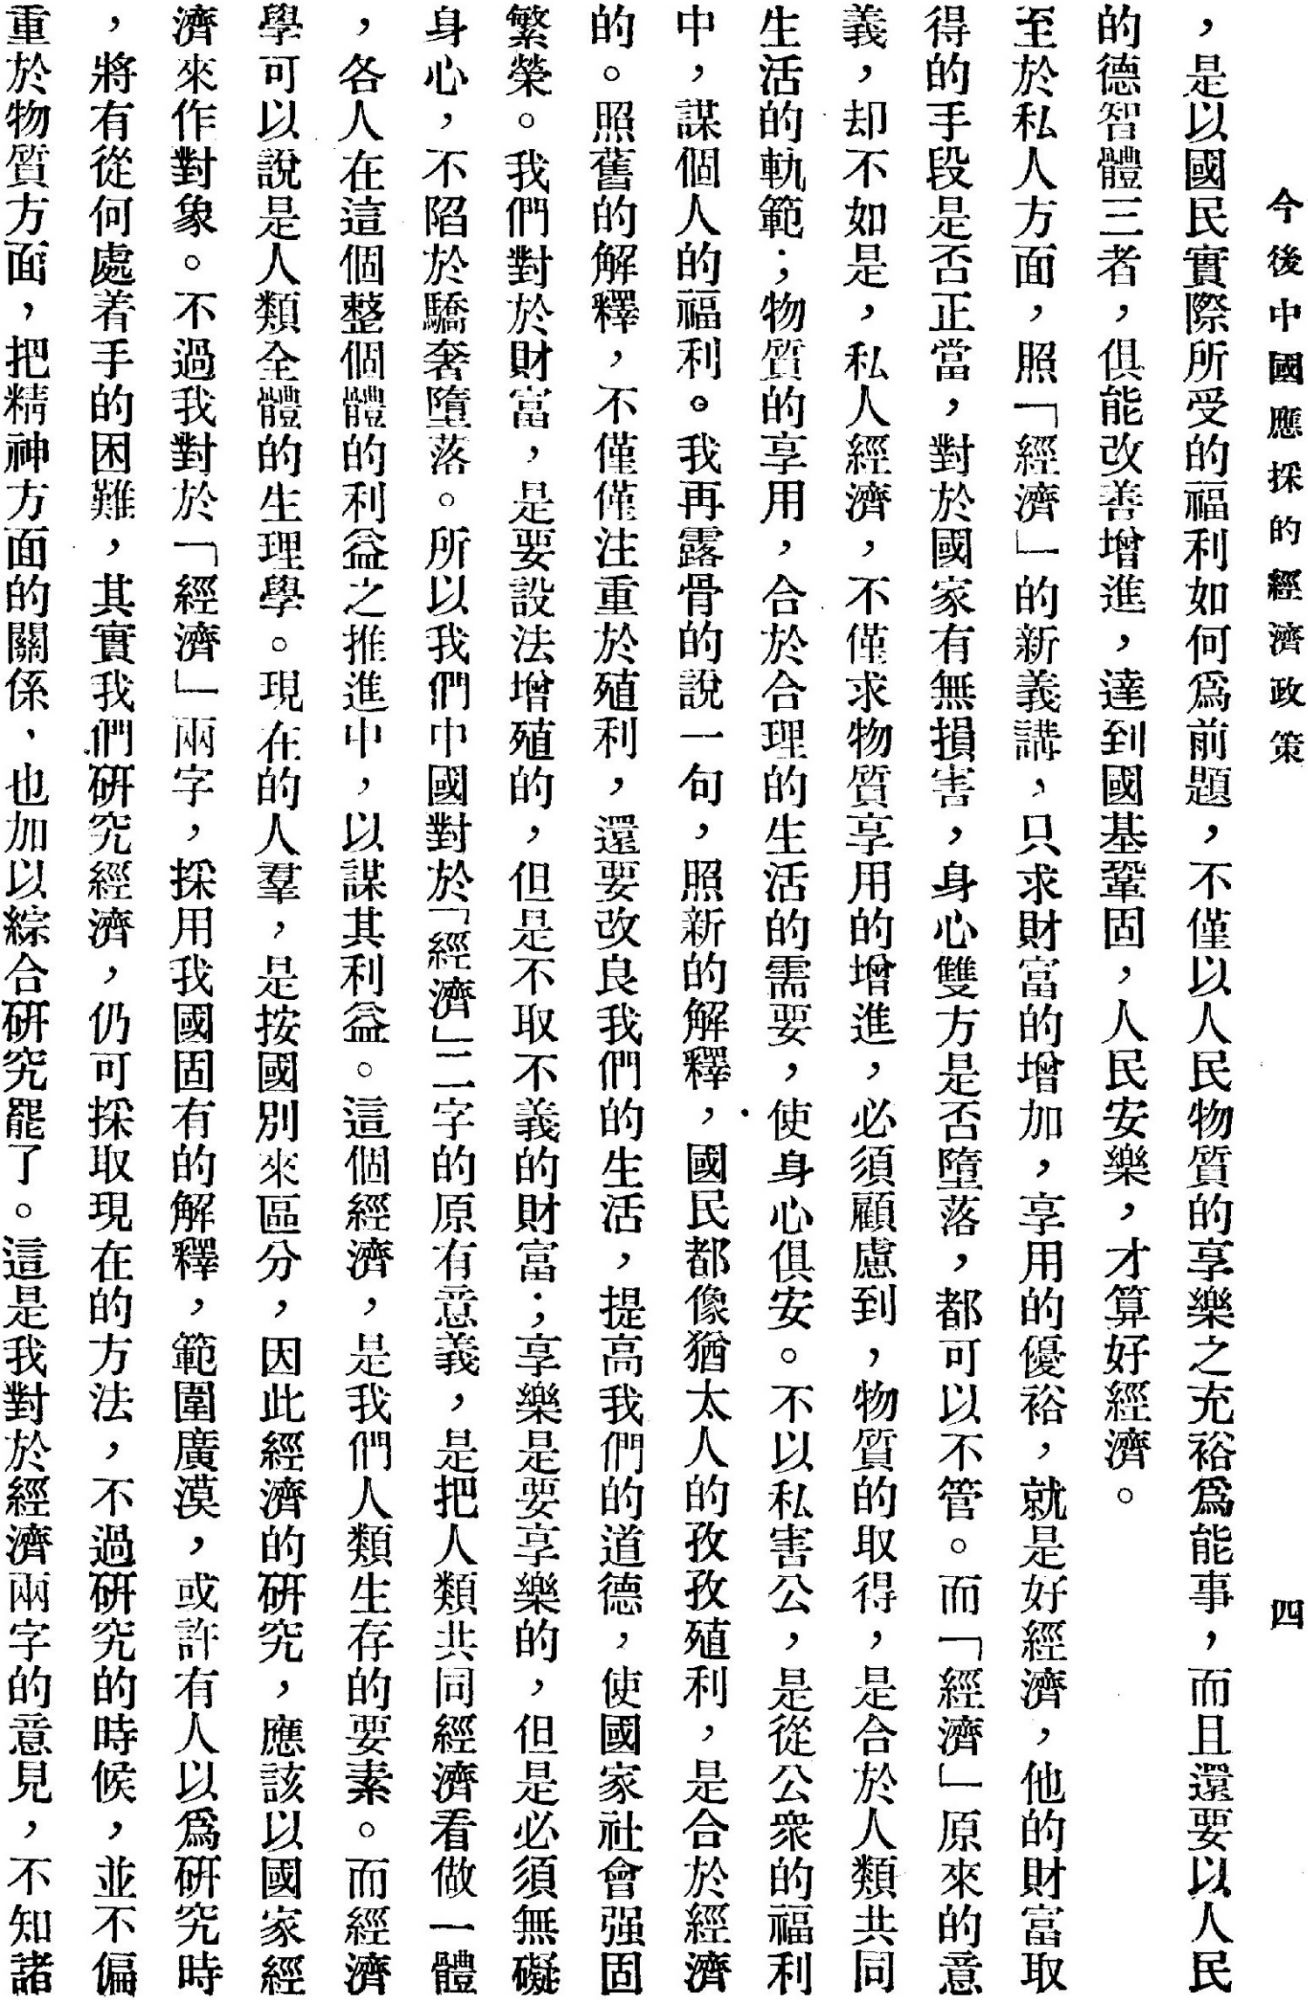 今後中國應採的經濟政策
四
，是以國民實際所受的福利如何爲前題，不僅以人民物質的享樂之充裕爲能事，而且還要以人民
的德智體三者，俱能改善增進，達到國基鞏固，人民安樂，才算好經濟。
至於私人方面，照「經濟」的新義講，只求財富的增加，享用的優裕，就是好經濟，他的財富取
得的手段是否正當，對於國家有無損害，身心雙方是否墮落，都可以不管。而「經濟」原來的意
義，却不如是，私人經濟，不僅求物質享用的增進，必須顧慮到，物質的取得，是合於人類共同
生活的軌範；物質的享用，合於合理的生活的需要，使身心俱安。不以私害公，是從公衆的福利
中，謀個人的福利。我再露骨的說一句，照新的解釋，國民都像猶太人的孜孜殖利，是合於經濟
的。照舊的解釋，不僅僅注重於殖利，還要改良我們的生活，提高我們的道德，使國家社會强固
繁榮。我們對於財富，是要設法增殖的，但是不取不義的財富；享樂是要享樂的，但是必須無礙
身心，不陷於驕奢墮落。所以我們中國對於「經濟」二字的原有意義，是把人類共同經濟看做一體
，各人在這個整個體的利益之推進中，以謀其利益。這個經濟，是我們人類生存的要素。而經濟
學可以說是人類全體的生理學。現在的人羣，是按國別來區分，因此經濟的研究，應該以國家經
濟來作對象。不過我對於「經濟」兩字，採用我國固有的解釋，範圍廣漠，或許有人以爲研究時
，將有從何處着手的困難，其實我們研究經濟，仍可採取現在的方法，不過研究的時候，並不偏
重於物質方面，把精神方面的關係，也加以綜合研究罷了。這是我對於經濟兩字的意見，不知諸